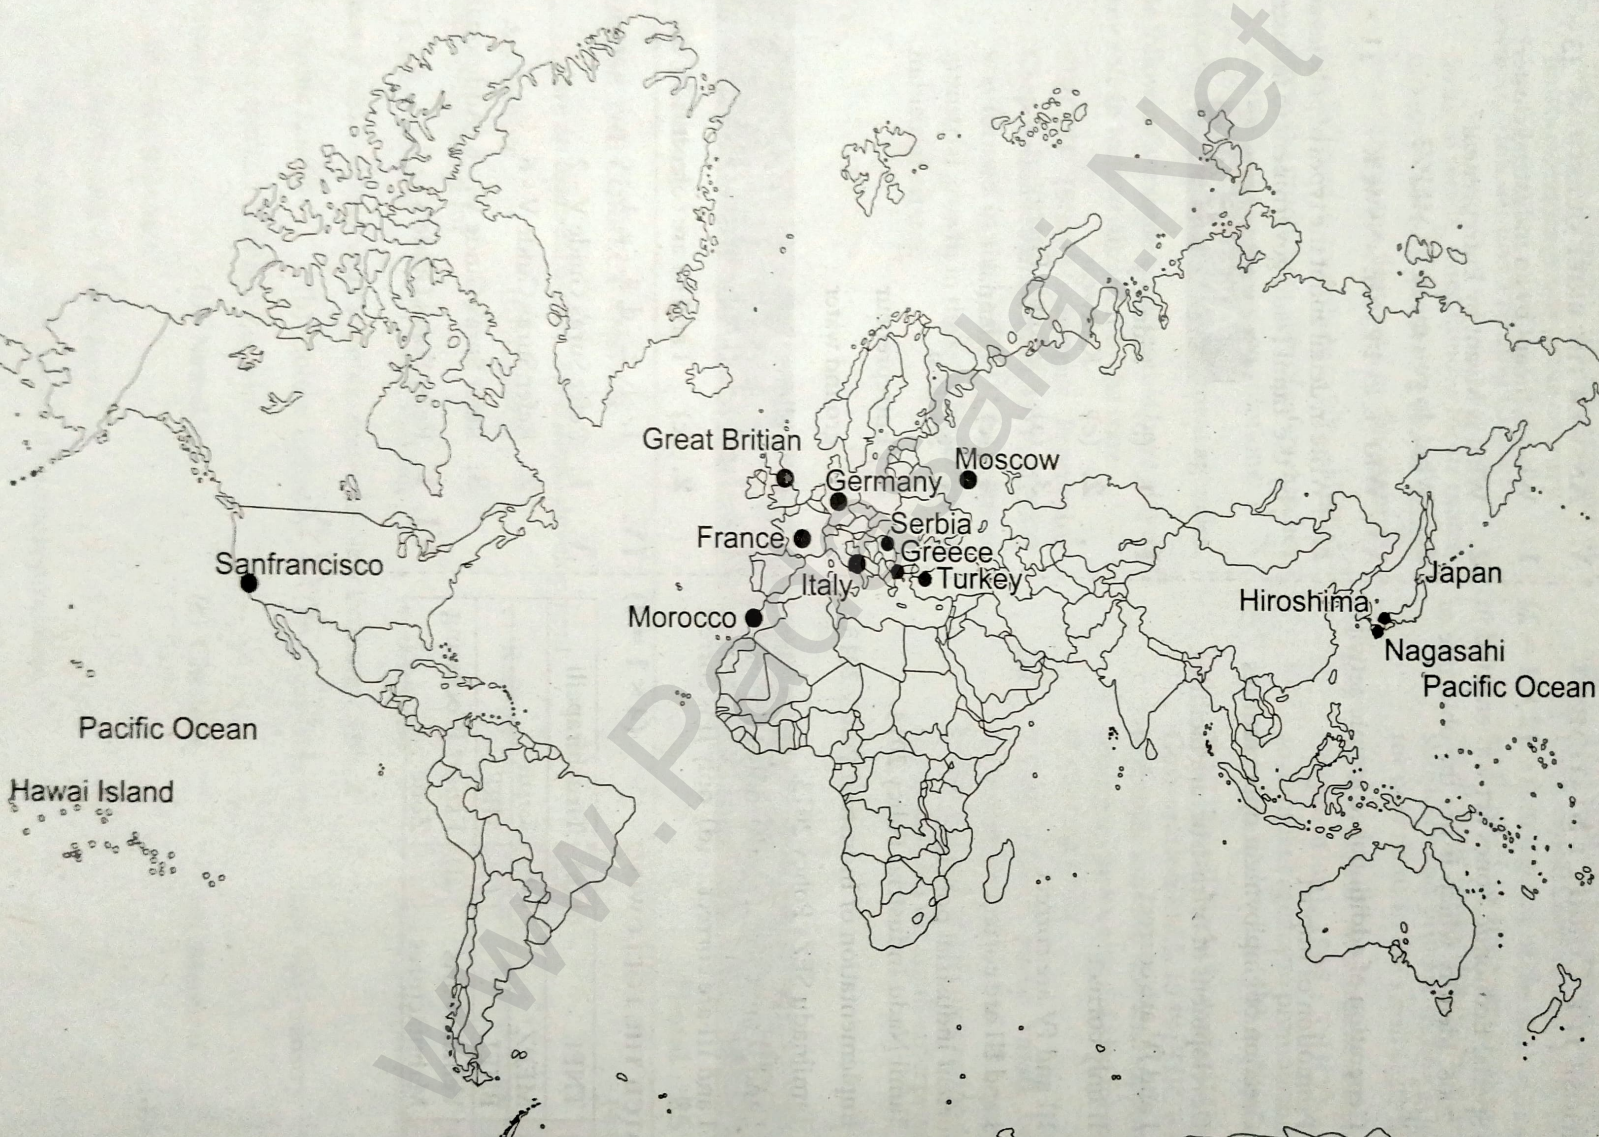 Great Britian
Moscow
Germany
Serbia
France
Greece
Sanfrancisco
Italy
Turkey
Japan
Hiroshima
Morocco
Nagasahi
Pacific Ocean
Pacific Ocean
Hawai Island
www.Padasalai.Net